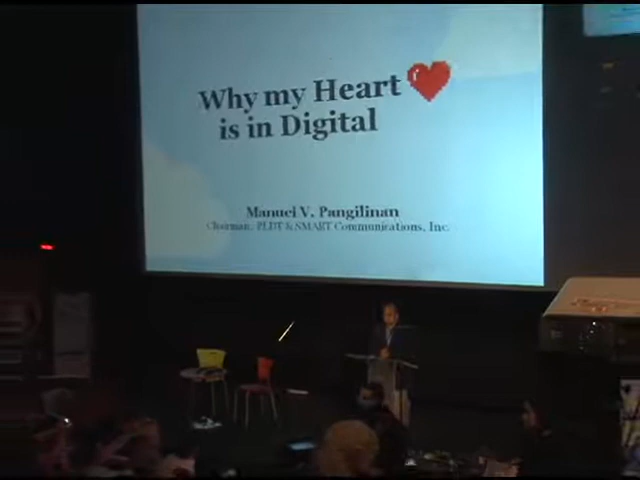 Why my Heart
is in Digital
Manuel V. Pangilinan
Chairman, PLDT & SMART Communications, Inc.